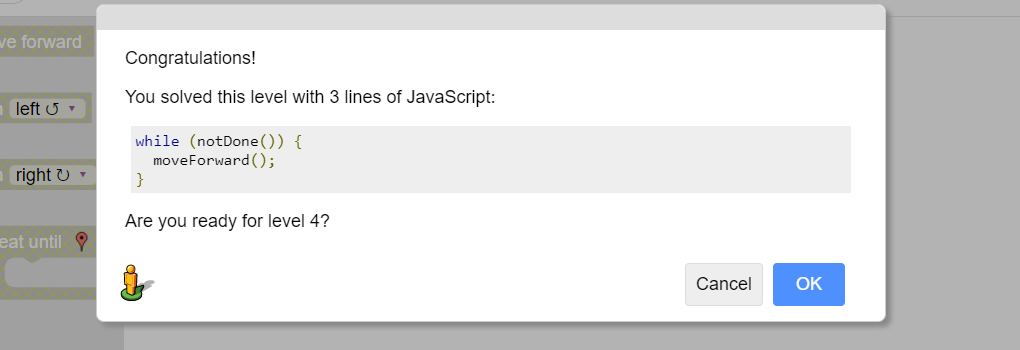 Congratulations!
ve forward
You solved this level with 3 lines of JavaScript:
left ↺ ▼
while (notDone()) {
  moveForward();
}
right ↻ ▼
Are you ready for level 4?
eat until
Cancel
OK